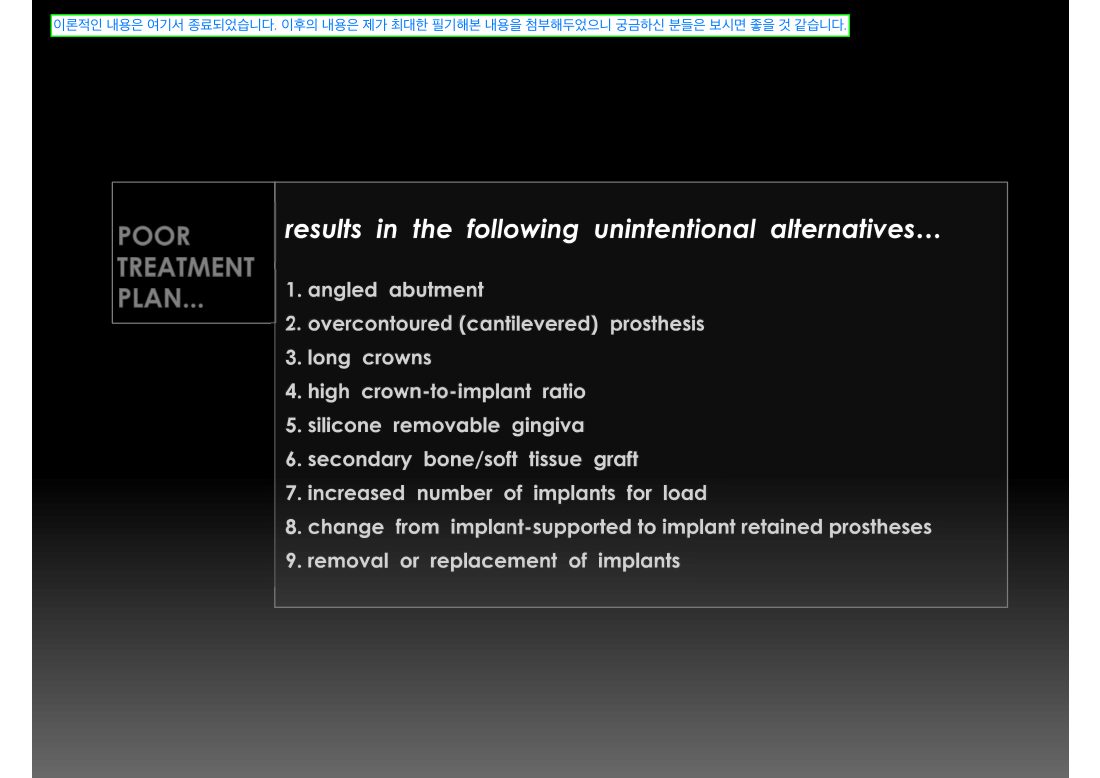 이론적인 내용은 여기서 종료되었습니다. 이후의 내용은 제가 최대한 필기해본 내용을 첨부해두었으니 궁금하신 분들은 보시면 좋을 것 같습니다.
POOR
TREATMENT
PLAN...
results in the following unintentional alternatives...
1. angled abutment
2. overcontoured (cantilevered) prosthesis
3. long crowns
4. high crown-to-implant ratio
5. silicone removable gingiva
6. secondary bone/soft tissue graft
7. increased number of implants for load
8. change from implant-supported to implant retained prostheses
9. removal or replacement of implants